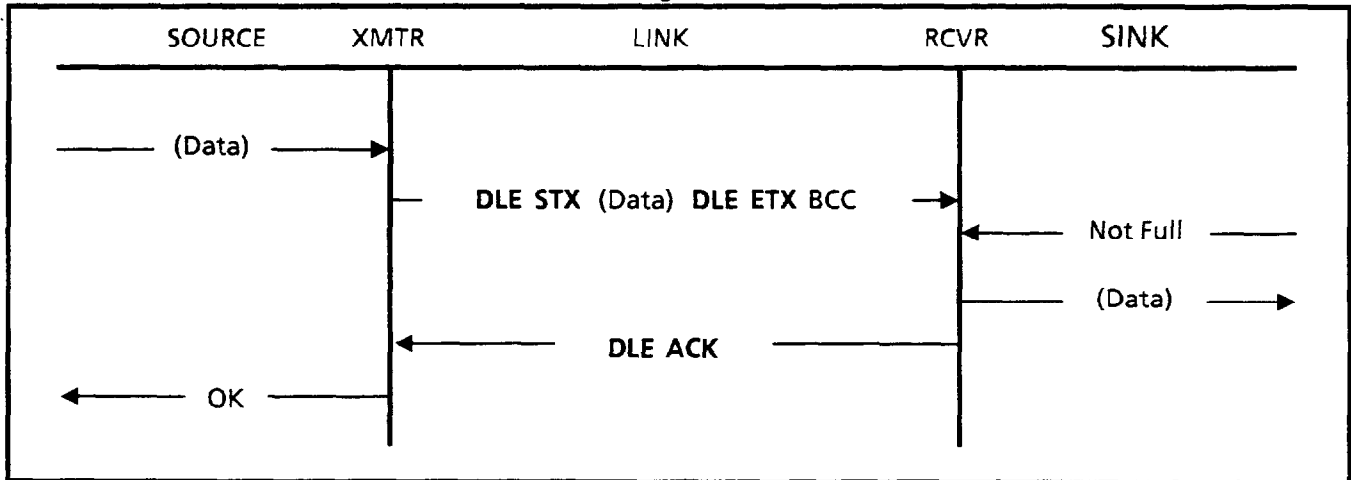 SOURCE XMTR LINK RCVR SINK
(Data)
DLE STX (Data) DLE ETX BCC
Not Full
(Data)
DLE ACK
OK